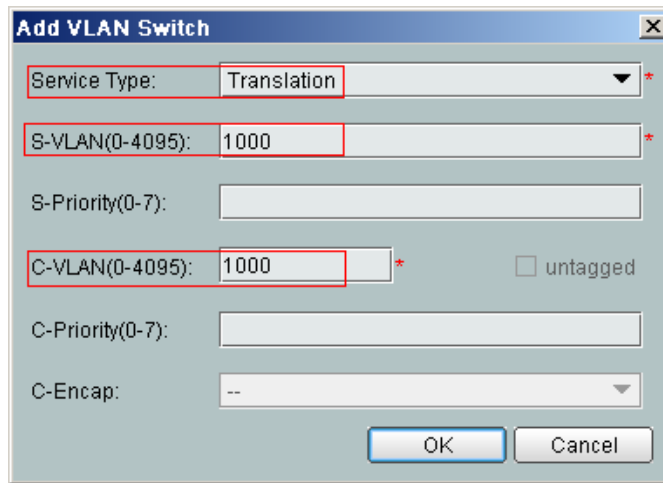 Add VLAN Switch
Service Type: Translation *
S-VLAN(0-4095): 1000 *
S-Priority(0-7):
C-VLAN(0-4095): 1000 * untagged
C-Priority(0-7):
C-Encap: --
OK Cancel